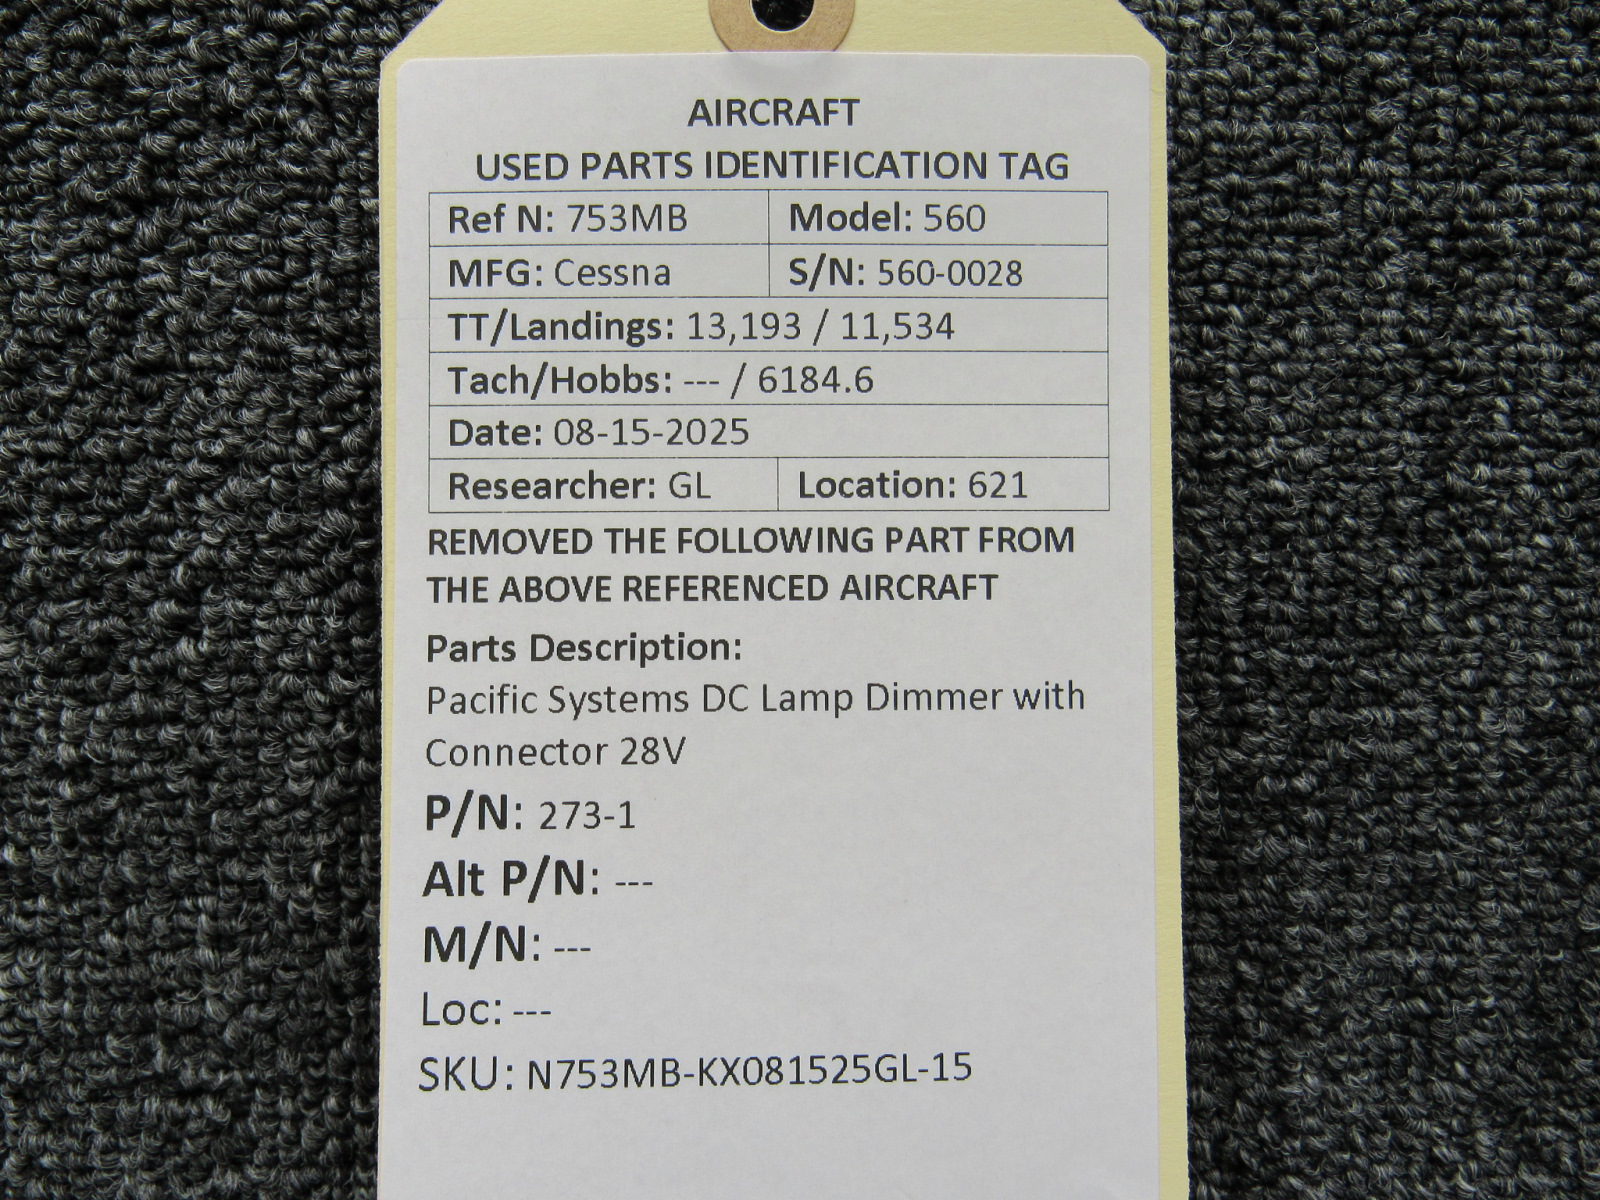 AIRCRAFT
USED PARTS IDENTIFICATION TAG
Ref N: 753MB Model: 560
MFG: Cessna S/N: 560-0028
TT/Landings: 13,193 / 11,534
Tach/Hobbs: --- / 6184.6
Date: 08-15-2025
Researcher: GL Location: 621
REMOVED THE FOLLOWING PART FROM
THE ABOVE REFERENCED AIRCRAFT
Parts Description:
Pacific Systems DC Lamp Dimmer with
Connector 28V
P/N: 273-1
Alt P/N: ---
M/N: ---
Loc: ---
SKU: N753MB-KX081525GL-15